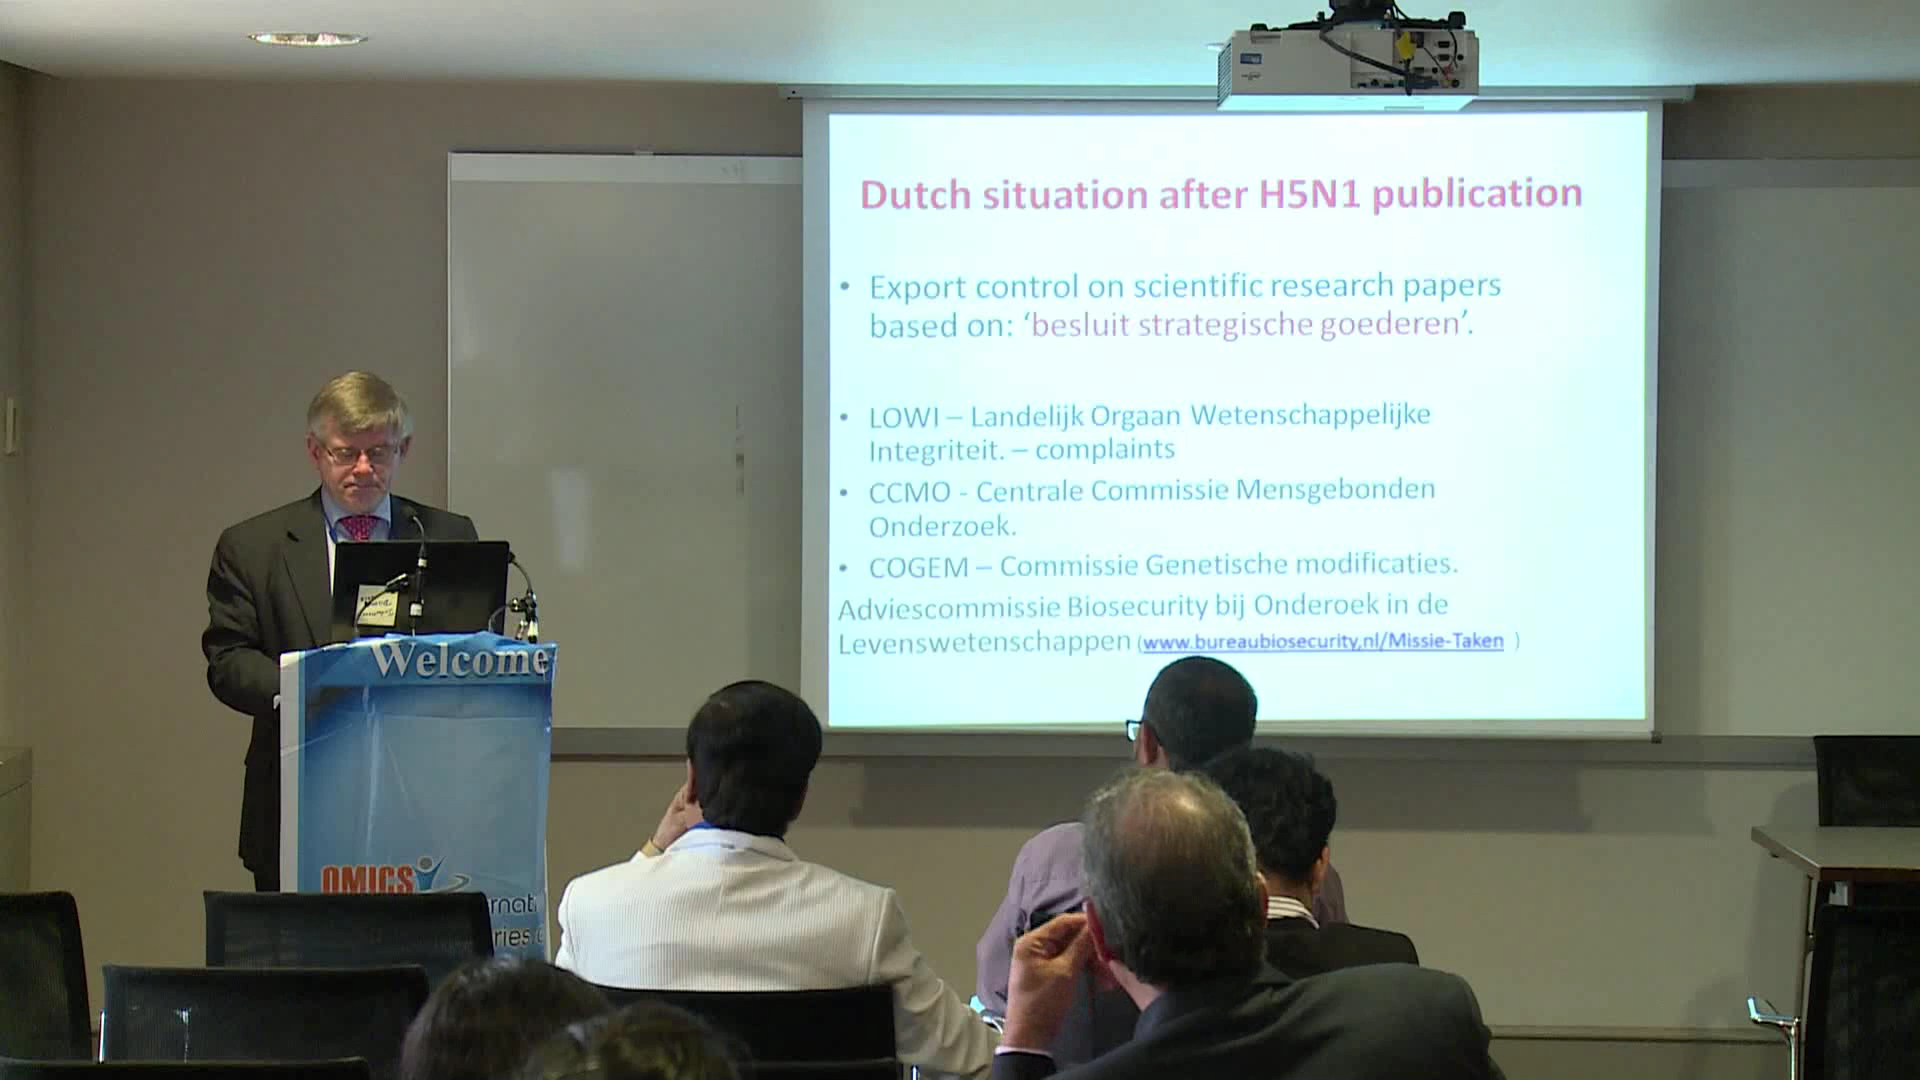 Dutch situation after H5N1 publication
• Export control on scientific research papers
based on: ‘besluit strategische goederen’.
• LOWI – Landelijk Orgaan Wetenschappelijke
Integriteit. – complaints
• CCMO - Centrale Commissie Mensgebonden
Onderzoek.
• COGEM – Commissie Genetische modificaties.
Adviescommissie Biosecurity bij Onderoek in de
Levenswetenschappen (www.bureaubiosecurity,nl/Missie-Taken )
Welcome
OMICS